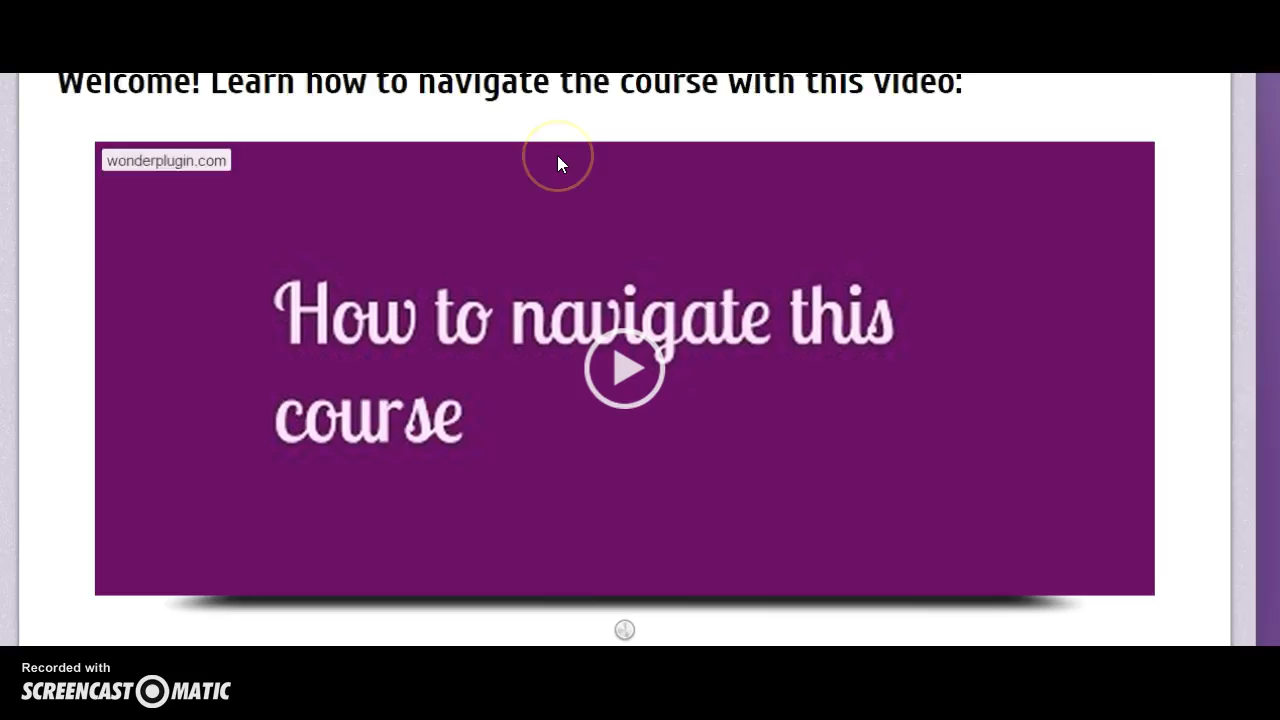 Welcome! Learn how to navigate the course with this video:
wonderplugin.com
How to navigate this
course
Recorded with
SCREENCAST MATIC